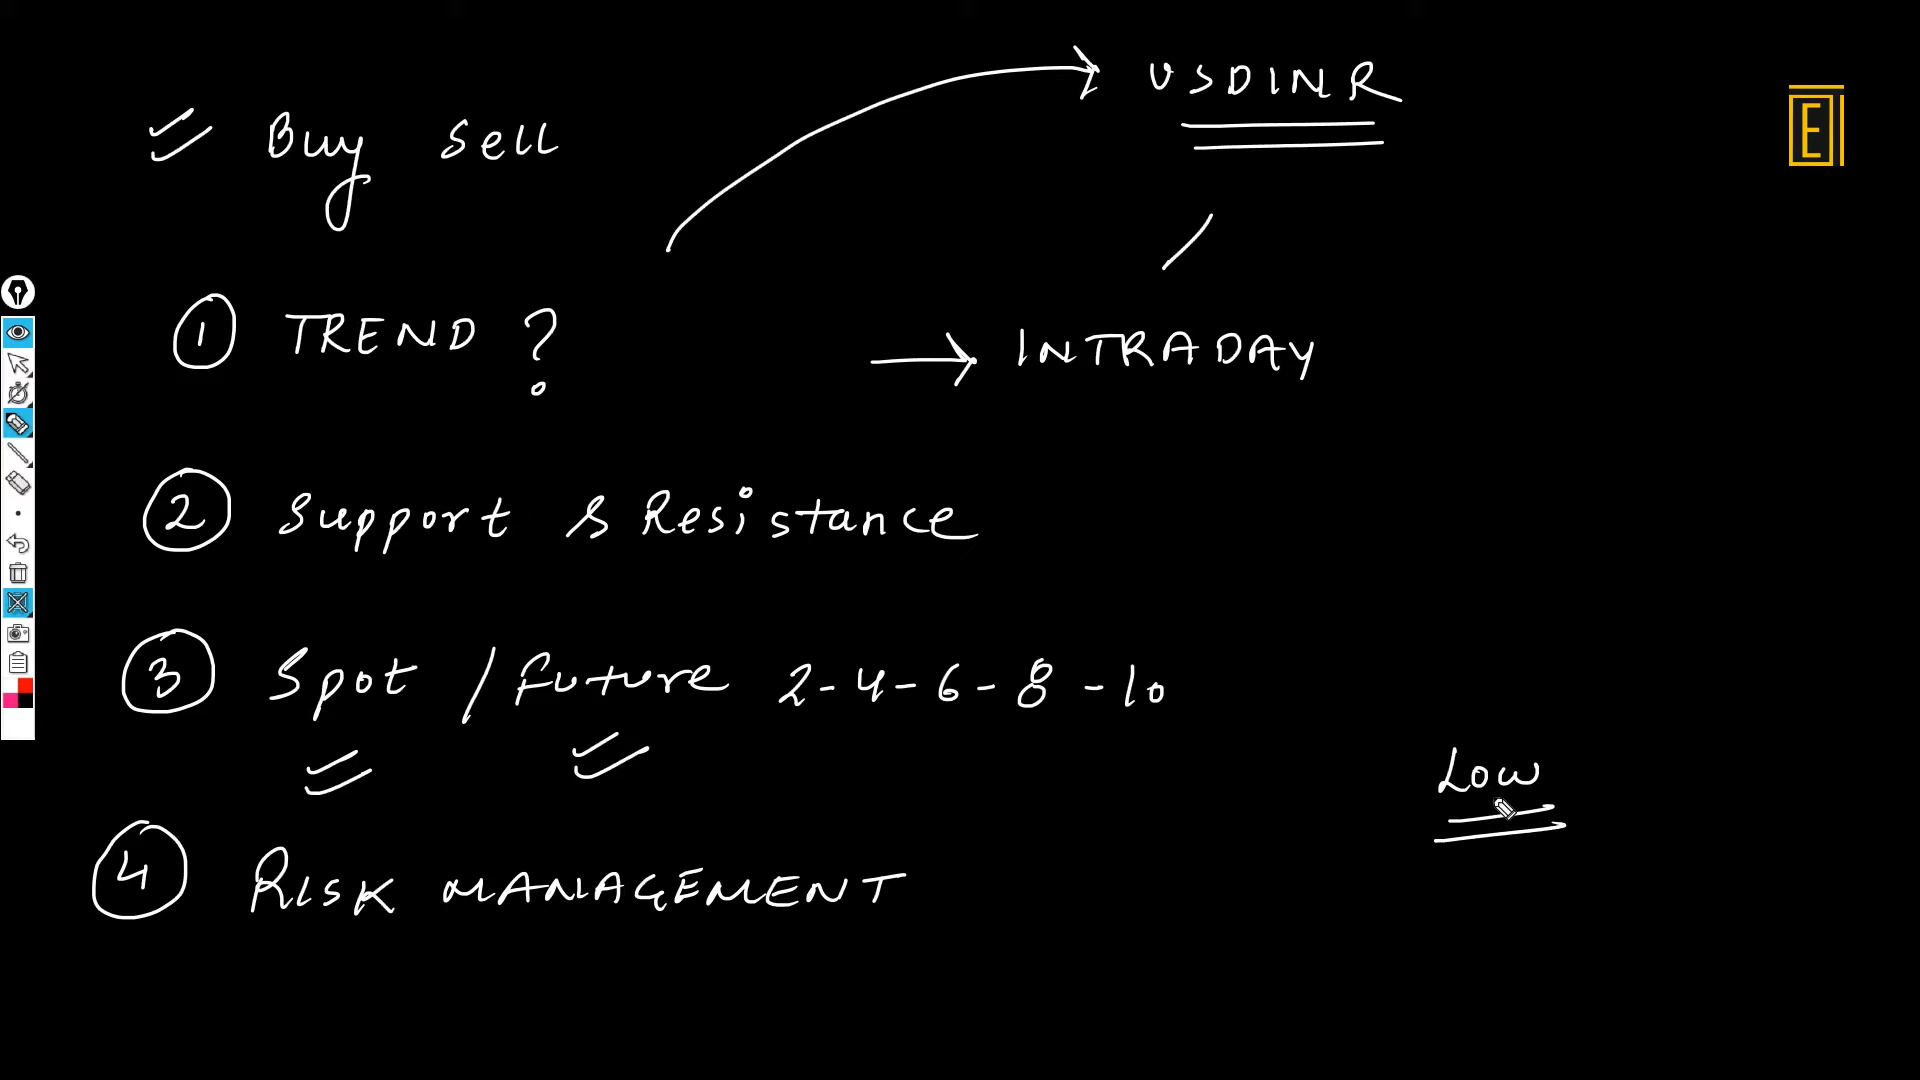 USDINR
Buy Sell
① TREND ?
→ INTRADAY
② Support & Resistance
③ Spot / Future 2-4-6-8-10
Low
④ RISK MANAGEMENT
E